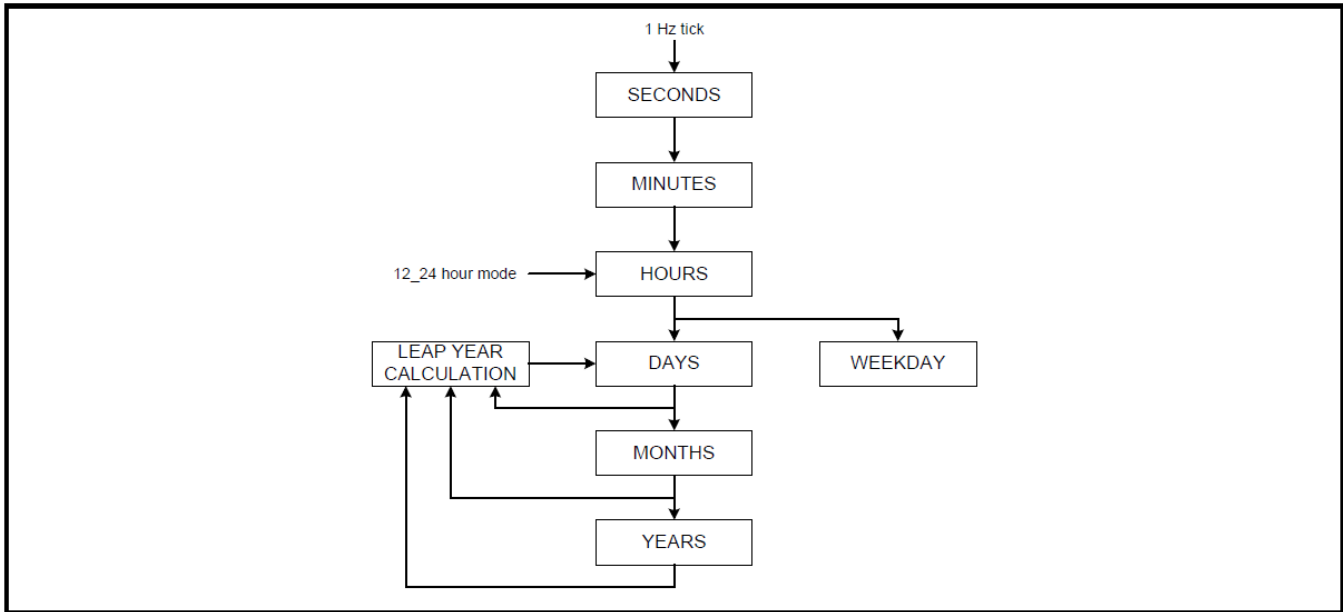 1 Hz tick
SECONDS
MINUTES
12_24 hour mode
HOURS
LEAP YEAR
CALCULATION
DAYS
WEEKDAY
MONTHS
YEARS